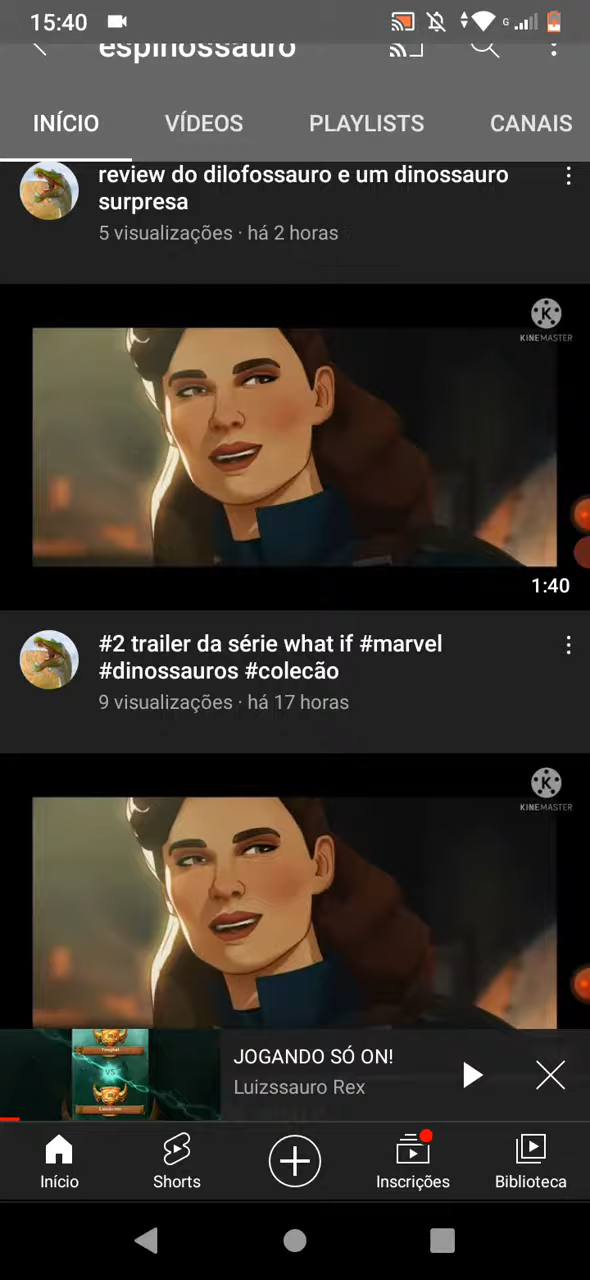 15:40
G
espinossauro
INÍCIO
VÍDEOS
PLAYLISTS
CANAIS
review do dilofossauro e um dinossauro
surpresa
5 visualizações · há 2 horas
K
KINEMASTER
1:40
#2 trailer da série what if #marvel
#dinossauros #colecão
9 visualizações · há 17 horas
K
KINEMASTER
VS
JOGANDO SÓ ON!
Luizssauro Rex
Início
Shorts
Inscrições
Biblioteca